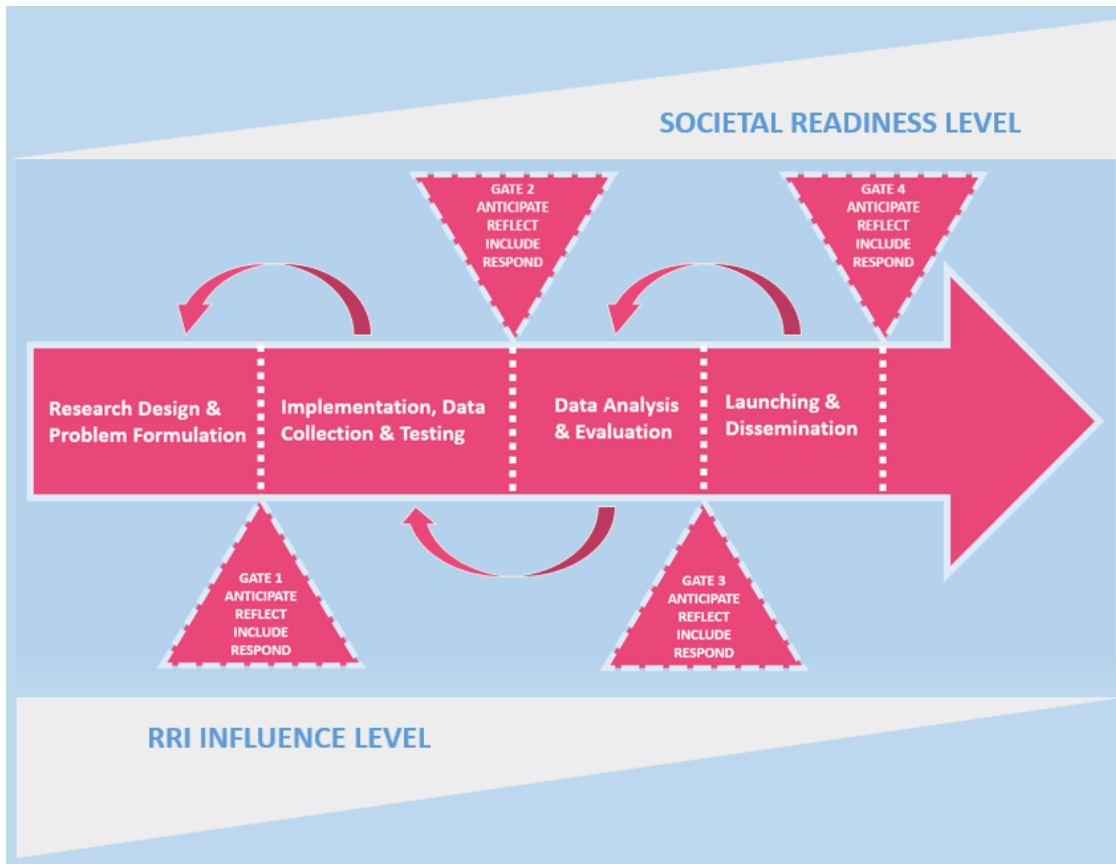 SOCIETAL READINESS LEVEL
GATE 2
ANTICIPATE
REFLECT
INCLUDE
RESPOND
GATE 4
ANTICIPATE
REFLECT
INCLUDE
RESPOND
Research Design &
Problem Formulation
Implementation, Data
Collection & Testing
Data Analysis
& Evaluation
Launching &
Dissemination
GATE 1
ANTICIPATE
REFLECT
INCLUDE
RESPOND
GATE 3
ANTICIPATE
REFLECT
INCLUDE
RESPOND
RRI INFLUENCE LEVEL